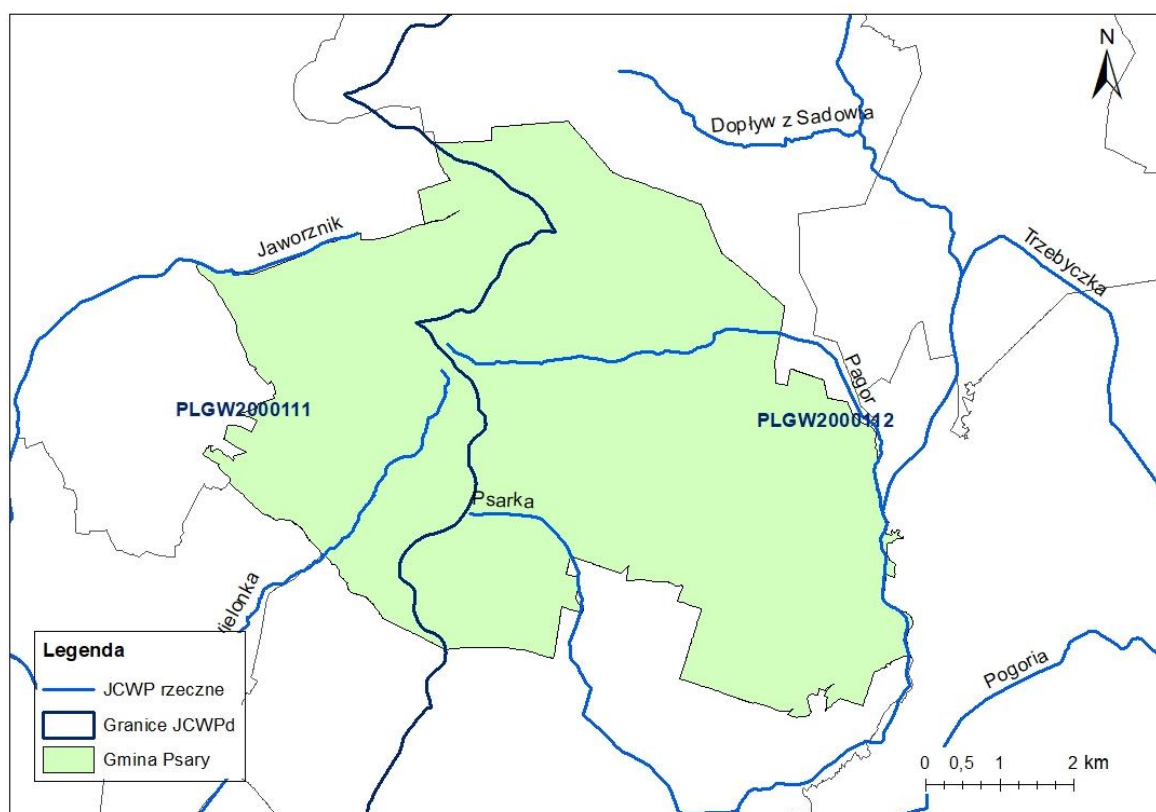 N
Dopływ z Sadowia
Jaworznik
Trzebyczka
Pagor
PLGW2000111
PLGW2000112
Psarka
Pogoria
Legenda
JCWP rzeczne
Granice JCWPd
Gmina Psary
0 0,5 1 2 km